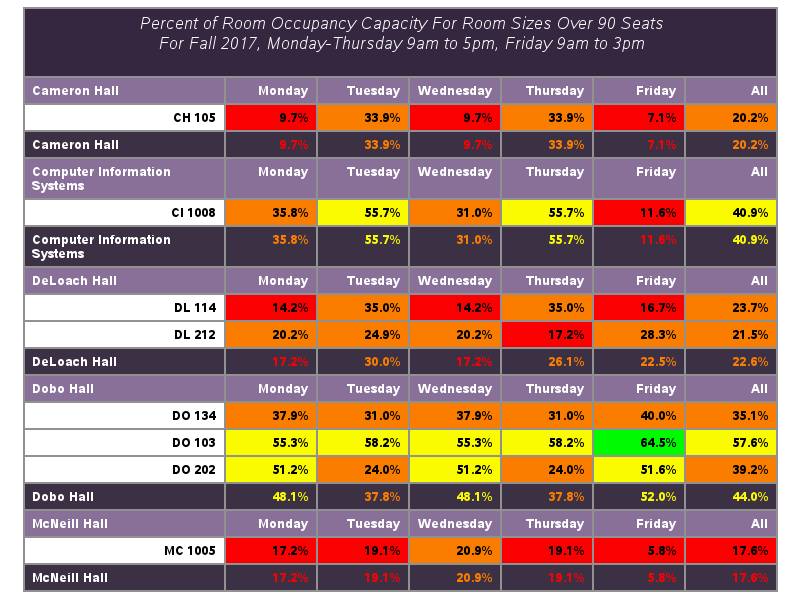 Percent of Room Occupancy Capacity For Room Sizes Over 90 Seats
For Fall 2017, Monday-Thursday 9am to 5pm, Friday 9am to 3pm
Cameron Hall Monday Tuesday Wednesday Thursday Friday All
CH 105 9.7% 33.9% 9.7% 33.9% 7.1% 20.2%
Cameron Hall 9.7% 33.9% 9.7% 33.9% 7.1% 20.2%
Computer Information Monday Tuesday Wednesday Thursday Friday All
Systems
CI 1008 35.8% 55.7% 31.0% 55.7% 11.6% 40.9%
Computer Information 35.8% 55.7% 31.0% 55.7% 11.6% 40.9%
Systems
DeLoach Hall Monday Tuesday Wednesday Thursday Friday All
DL 114 14.2% 35.0% 14.2% 35.0% 16.7% 23.7%
DL 212 20.2% 24.9% 20.2% 17.2% 28.3% 21.5%
DeLoach Hall 17.2% 30.0% 17.2% 26.1% 22.5% 22.6%
Dobo Hall Monday Tuesday Wednesday Thursday Friday All
DO 134 37.9% 31.0% 37.9% 31.0% 40.0% 35.1%
DO 103 55.3% 58.2% 55.3% 58.2% 64.5% 57.6%
DO 202 51.2% 24.0% 51.2% 24.0% 51.6% 39.2%
Dobo Hall 48.1% 37.8% 48.1% 37.8% 52.0% 44.0%
McNeill Hall Monday Tuesday Wednesday Thursday Friday All
MC 1005 17.2% 19.1% 20.9% 19.1% 5.8% 17.6%
McNeill Hall 17.2% 19.1% 20.9% 19.1% 5.8% 17.6%